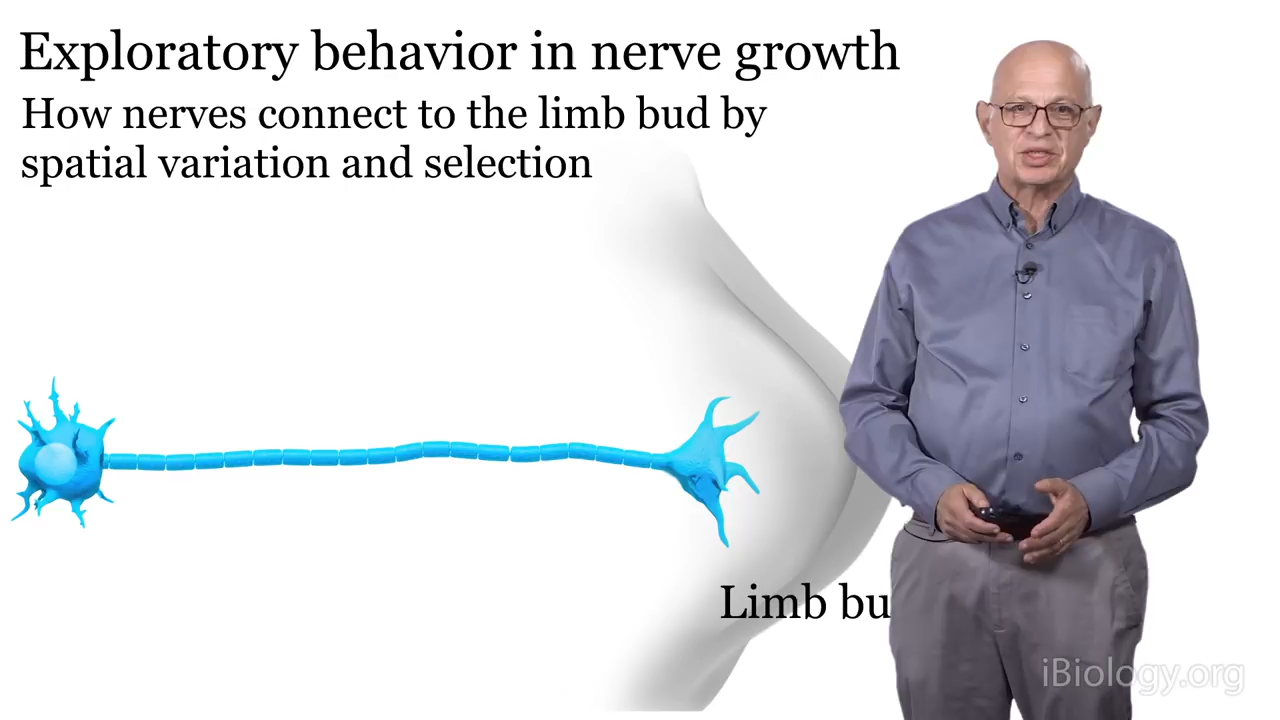 Exploratory behavior in nerve growth
How nerves connect to the limb bud by
spatial variation and selection
Limb bu
iBiology.org